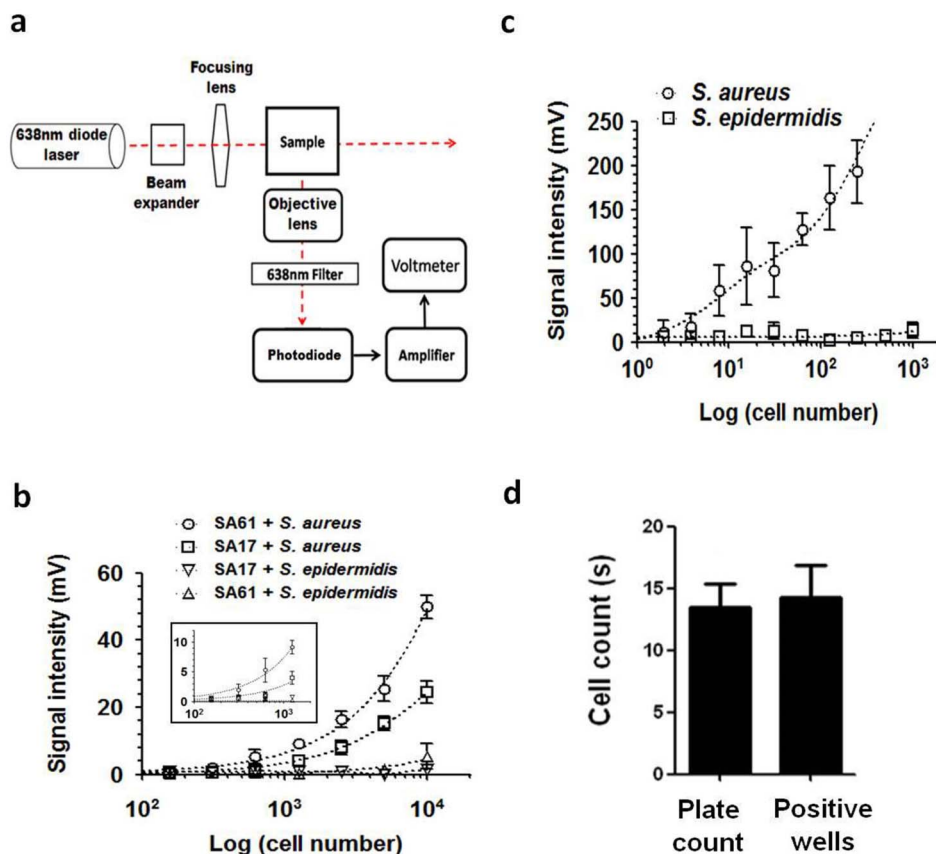 a
Focusing
lens
638nm diode
laser
Beam
expander
Sample
Objective
lens
638nm Filter
Voltmeter
Photodiode
Amplifier
c
S. aureus
S. epidermidis
Signal intensity (mV)
250
200
150
100
50
0
10⁰ 10¹ 10² 10³
Log (cell number)
b
SA61 + S. aureus
SA17 + S. aureus
SA17 + S. epidermidis
SA61 + S. epidermidis
Signal intensity (mV)
60
40
20
0
10
5
0
10² 10³
10² 10³ 10⁴
Log (cell number)
d
Cell count (s)
20
15
15
0
Plate
count
Positive
wells